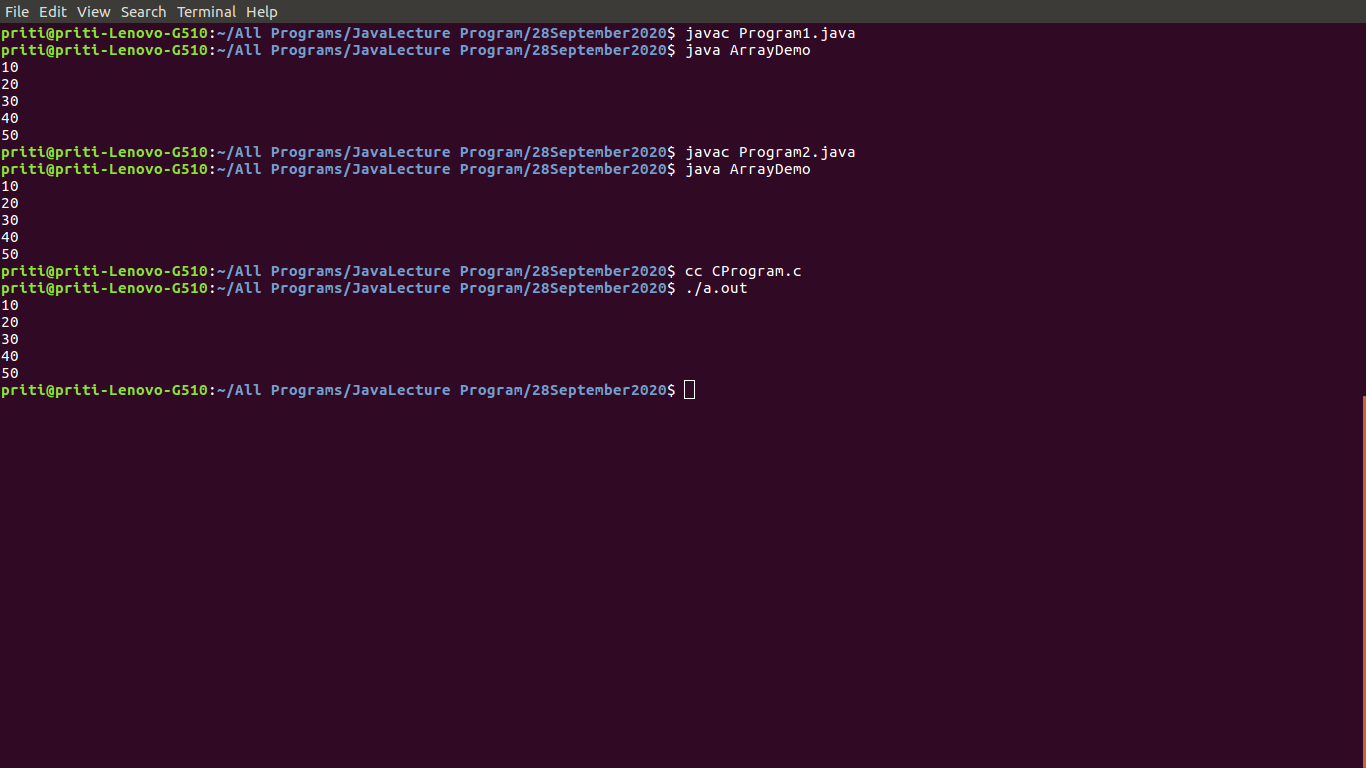 File Edit View Search Terminal Help
priti@priti-Lenovo-G510:~/All Programs/JavaLecture Program/28September2020$ javac Program1.java
priti@priti-Lenovo-G510:~/All Programs/JavaLecture Program/28September2020$ java ArrayDemo
10
20
30
40
50
priti@priti-Lenovo-G510:~/All Programs/JavaLecture Program/28September2020$ javac Program2.java
priti@priti-Lenovo-G510:~/All Programs/JavaLecture Program/28September2020$ java ArrayDemo
10
20
30
40
50
priti@priti-Lenovo-G510:~/All Programs/JavaLecture Program/28September2020$ cc CProgram.c
priti@priti-Lenovo-G510:~/All Programs/JavaLecture Program/28September2020$ ./a.out
10
20
30
40
50
priti@priti-Lenovo-G510:~/All Programs/JavaLecture Program/28September2020$